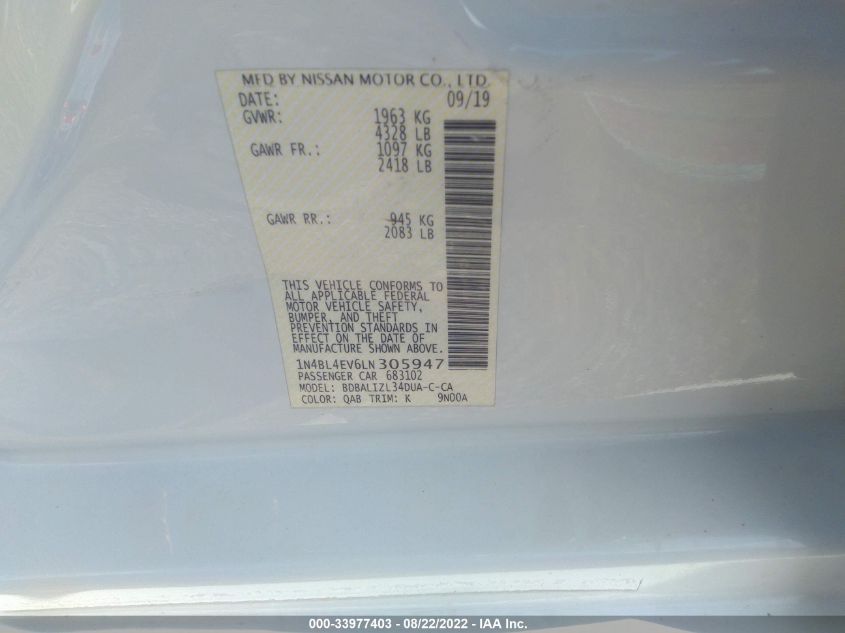 MFD BY NISSAN MOTOR CO., LTD.
DATE: 09/19
GVWR: 1963 KG
4328 LB
GAWR FR.: 1097 KG
2418 LB
GAWR RR.: 945 KG
2083 LB
THIS VEHICLE CONFORMS TO
ALL APPLICABLE FEDERAL
MOTOR VEHICLE SAFETY,
BUMPER, AND THEFT
PREVENTION STANDARDS IN
EFFECT ON THE DATE OF
MANUFACTURE SHOWN ABOVE.
1N4BL4EV6LN305947
PASSENGER CAR 683102
MODEL: BDBALIZL34DUA-C-CA
COLOR: QAB TRIM: K 9N00A
000-33977403 - 08/22/2022 - IAA Inc.